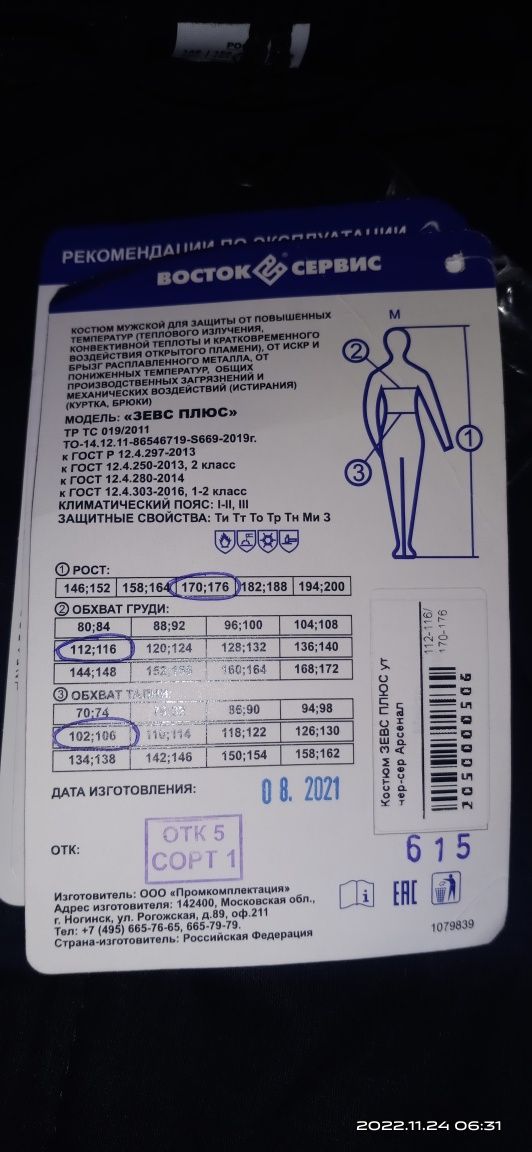 РЕКОМЕНДАЦИИ ПО ЭКСПЛУАТАЦИИ
ВОСТОК СЕРВИС
КОСТЮМ МУЖСКОЙ ДЛЯ ЗАЩИТЫ ОТ ПОВЫШЕННЫХ
ТЕМПЕРАТУР (ТЕПЛОВОГО ИЗЛУЧЕНИЯ,
КОНВЕКТИВНОЙ ТЕПЛОТЫ И КРАТКОВРЕМЕННОГО
ВОЗДЕЙСТВИЯ ОТКРЫТОГО ПЛАМЕНИ), ОТ ИСКР И
БРЫЗГ РАСПЛАВЛЕННОГО МЕТАЛЛА, ОТ
ПОНИЖЕННЫХ ТЕМПЕРАТУР, ОБЩИХ
ПРОИЗВОДСТВЕННЫХ ЗАГРЯЗНЕНИЙ И
МЕХАНИЧЕСКИХ ВОЗДЕЙСТВИЙ (ИСТИРАНИЯ)
(КУРТКА, БРЮКИ)
МОДЕЛЬ: «ЗЕВС ПЛЮС»
ТР ТС 019/2011
ТО-14.12.11-86546719-S669-2019г.
к ГОСТ Р 12.4.297-2013
к ГОСТ 12.4.250-2013, 2 класс
к ГОСТ 12.4.280-2014
к ГОСТ 12.4.303-2016, 1-2 класс
КЛИМАТИЧЕСКИЙ ПОЯС: I-II, III
ЗАЩИТНЫЕ СВОЙСТВА: Ти Тт То Тр Тн Ми З
М
2
1
3
1 РОСТ:
146;152 158;164 170;176 182;188 194;200
2 ОБХВАТ ГРУДИ:
80;84 88;92 96;100 104;108
112;116 120;124 128;132 136;140
144;148 152;156 160;164 168;172
3 ОБХВАТ ТАЛИИ:
70;74 86;90 94;98
102;106 110;114 118;122 126;130
134;138 142;146 150;154 158;162
ДАТА ИЗГОТОВЛЕНИЯ: 08. 2021
ОТК: ОТК 5
СОРТ 1
Изготовитель: ООО «Промкомплектация»
Адрес изготовителя: 142400, Московская обл.,
г. Ногинск, ул. Рогожская, д.89, оф.211
Тел: +7 (495) 665-76-65, 665-79-79.
Страна-изготовитель: Российская Федерация
Костюм ЗЕВС ПЛЮС ут
чер-сер Арсенал
112-116/
170-176
2050000506
615
i
EAC
1079839
2022.11.24 06:31